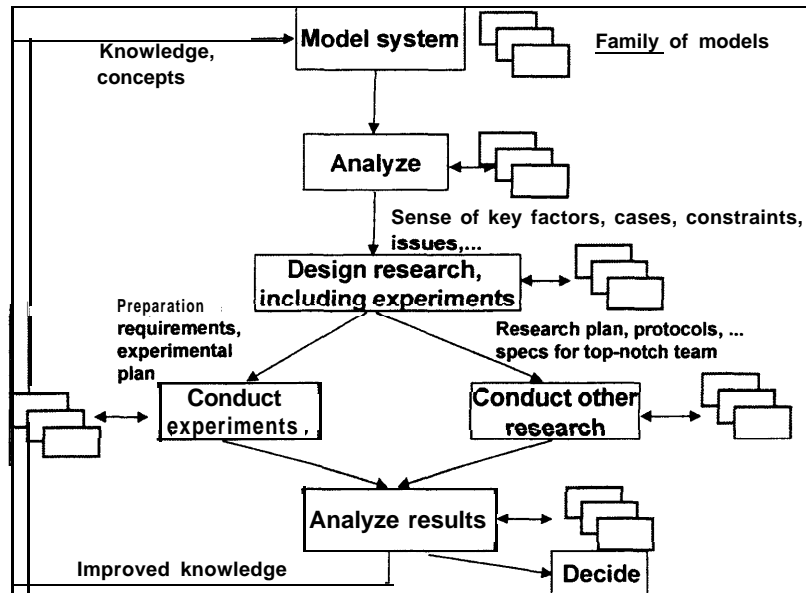 Model system
Family of models
Knowledge,
concepts
Analyze
Sense of key factors, cases, constraints,
issues,...
Design research,
including experiments
Preparation
requirements,
experimental
plan
Research plan, protocols, ...
specs for top-notch team
Conduct
experiments
Conduct other
research
Analyze results
Improved knowledge
Decide